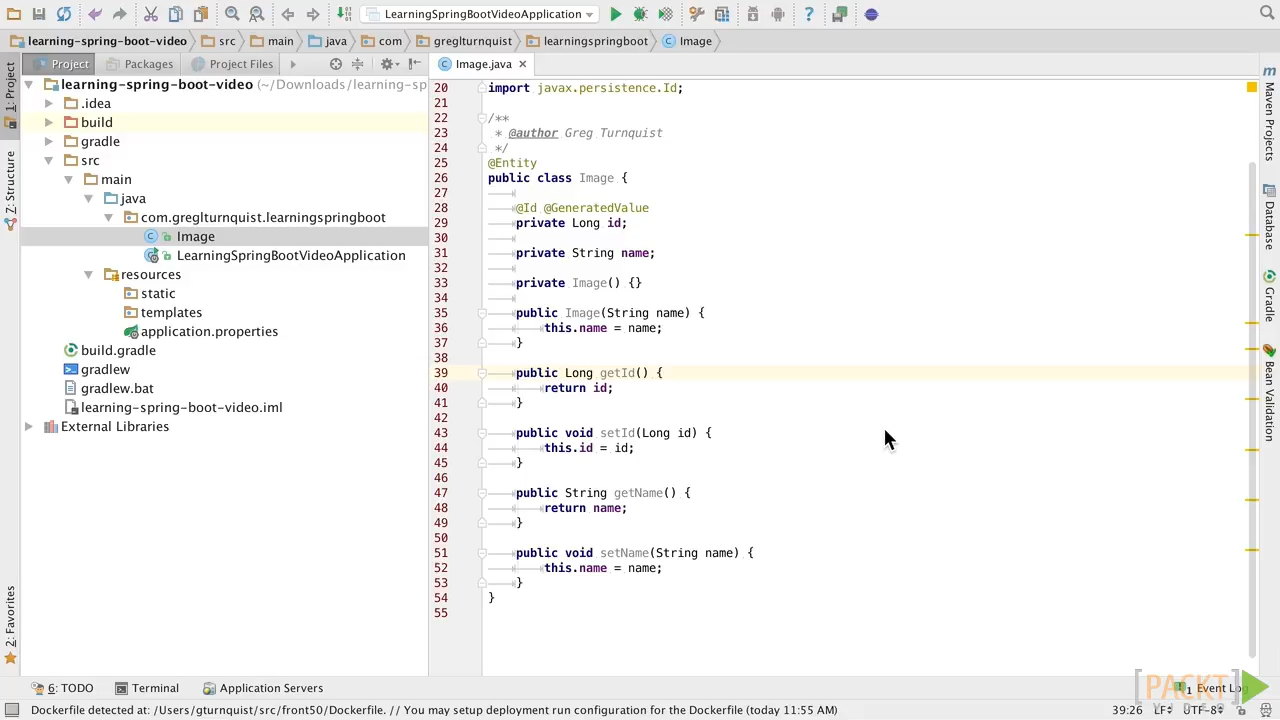 LearningSpringBootVideoApplication
learning-spring-boot-video src main java com greglturnquist learningspringboot Image
Project Packages Project Files
Image.java
1: Project
Z: Structure
2: Favorites
learning-spring-boot-video (~/Downloads/learning-sp
.idea
build
gradle
src
main
java
com.greglturnquist.learningspringboot
Image
LearningSpringBootVideoApplication
resources
static
templates
application.properties
build.gradle
gradlew
gradlew.bat
learning-spring-boot-video.iml
External Libraries
20 import javax.persistence.Id;
21
22 /**
23 * @author Greg Turnquist
24 */
25 @Entity
26 public class Image {
27
28 @Id @GeneratedValue
29 private Long id;
30
31 private String name;
32
33 private Image() {}
34
35 public Image(String name) {
36 this.name = name;
37 }
38
39 public Long getId() {
40 return id;
41 }
42
43 public void setId(Long id) {
44 this.id = id;
45 }
46
47 public String getName() {
48 return name;
49 }
50
51 public void setName(String name) {
52 this.name = name;
53 }
54 }
55
Maven Projects
Database
Gradle
Bean Validation
6: TODO Terminal Application Servers 1 Event Log
PACKT
Dockerfile detected at: /Users/gturnquist/src/front50/Dockerfile. // You may setup deployment run configuration for the Dockerfile (today 11:55 AM) 39:26 LF UTF-8